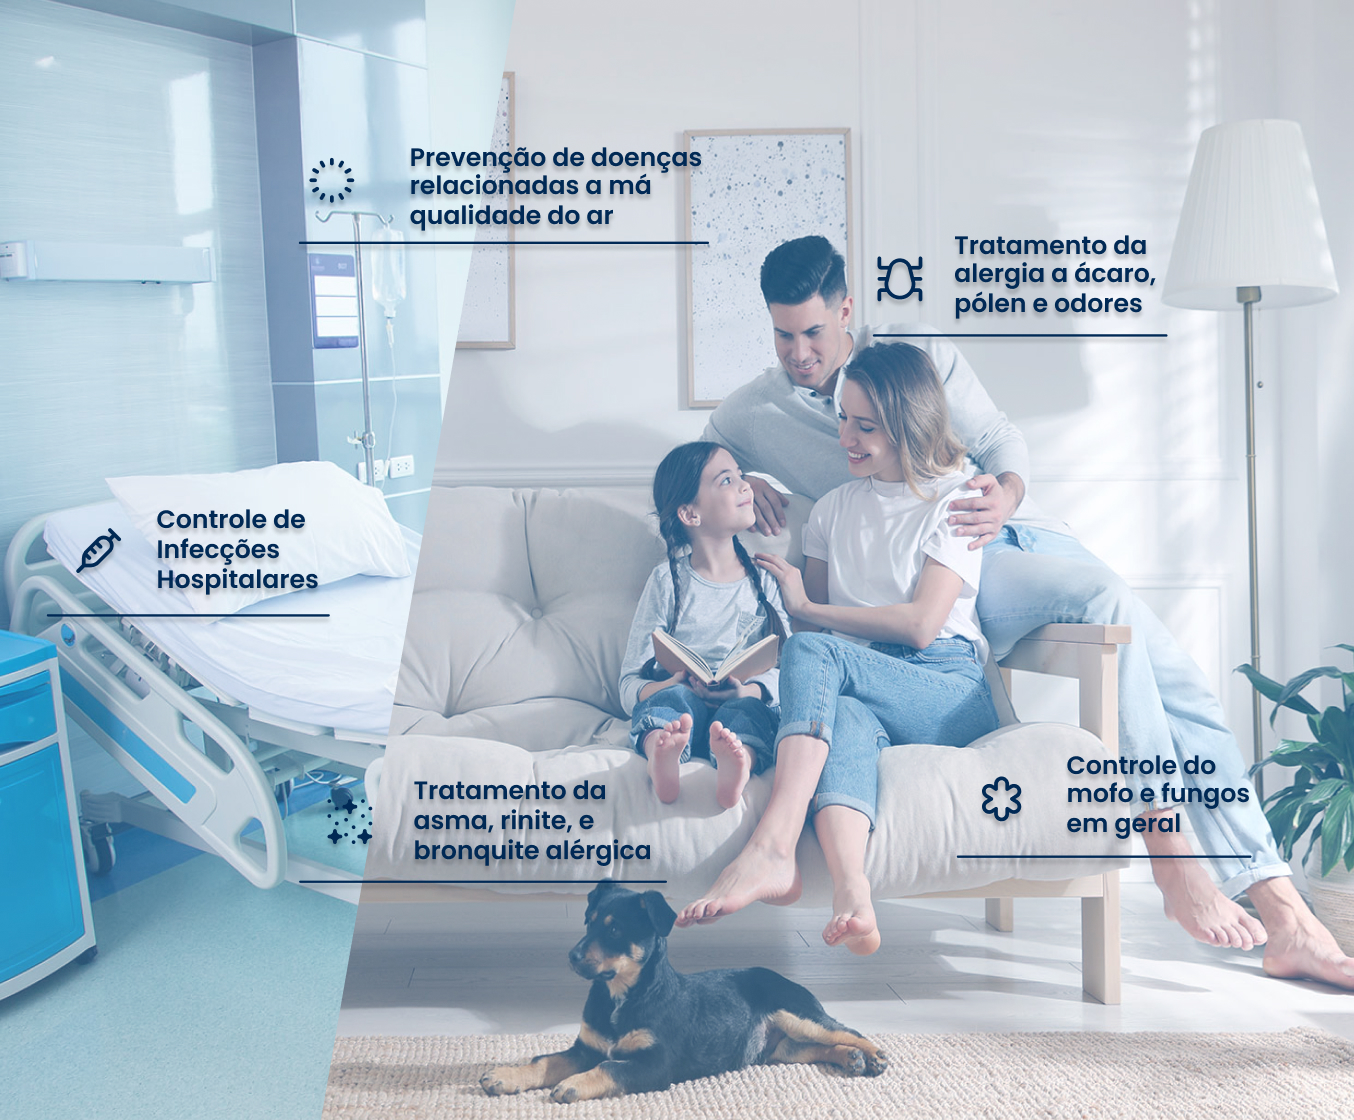 Prevenção de doenças
relacionadas a má
qualidade do ar
Tratamento da
alergia a ácaro,
pólen e odores
Controle de
Infecções
Hospitalares
Tratamento da
asma, rinite, e
bronquite alérgica
Controle do
mofo e fungos
em geral